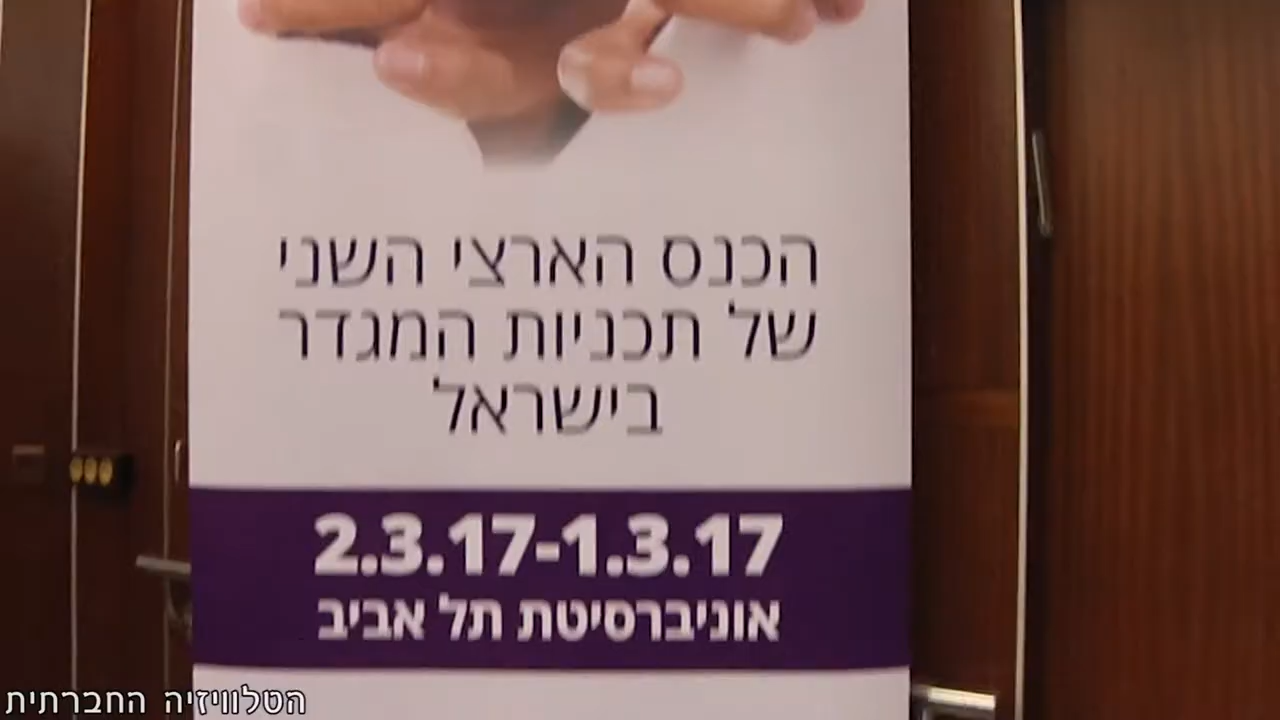 הכנס הארצי השני
של תכניות המגדר
בישראל
2.3.17-1.3.17
אוניברסיטת תל אביב
הטלוויזיה החברתית